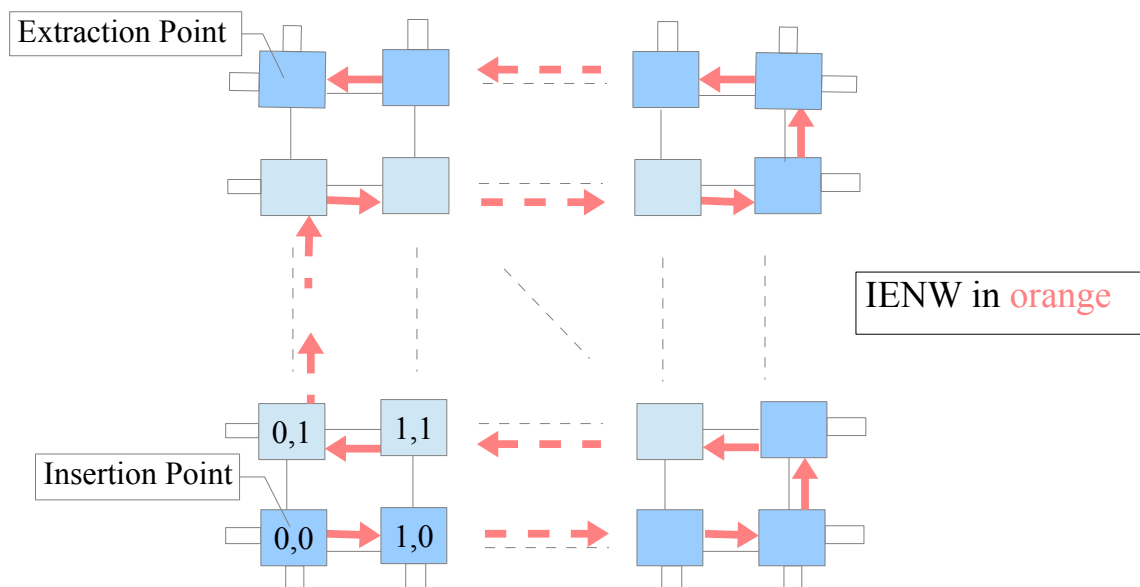 Extraction Point
IENW in orange
0,1
1,1
Insertion Point
0,0
1,0